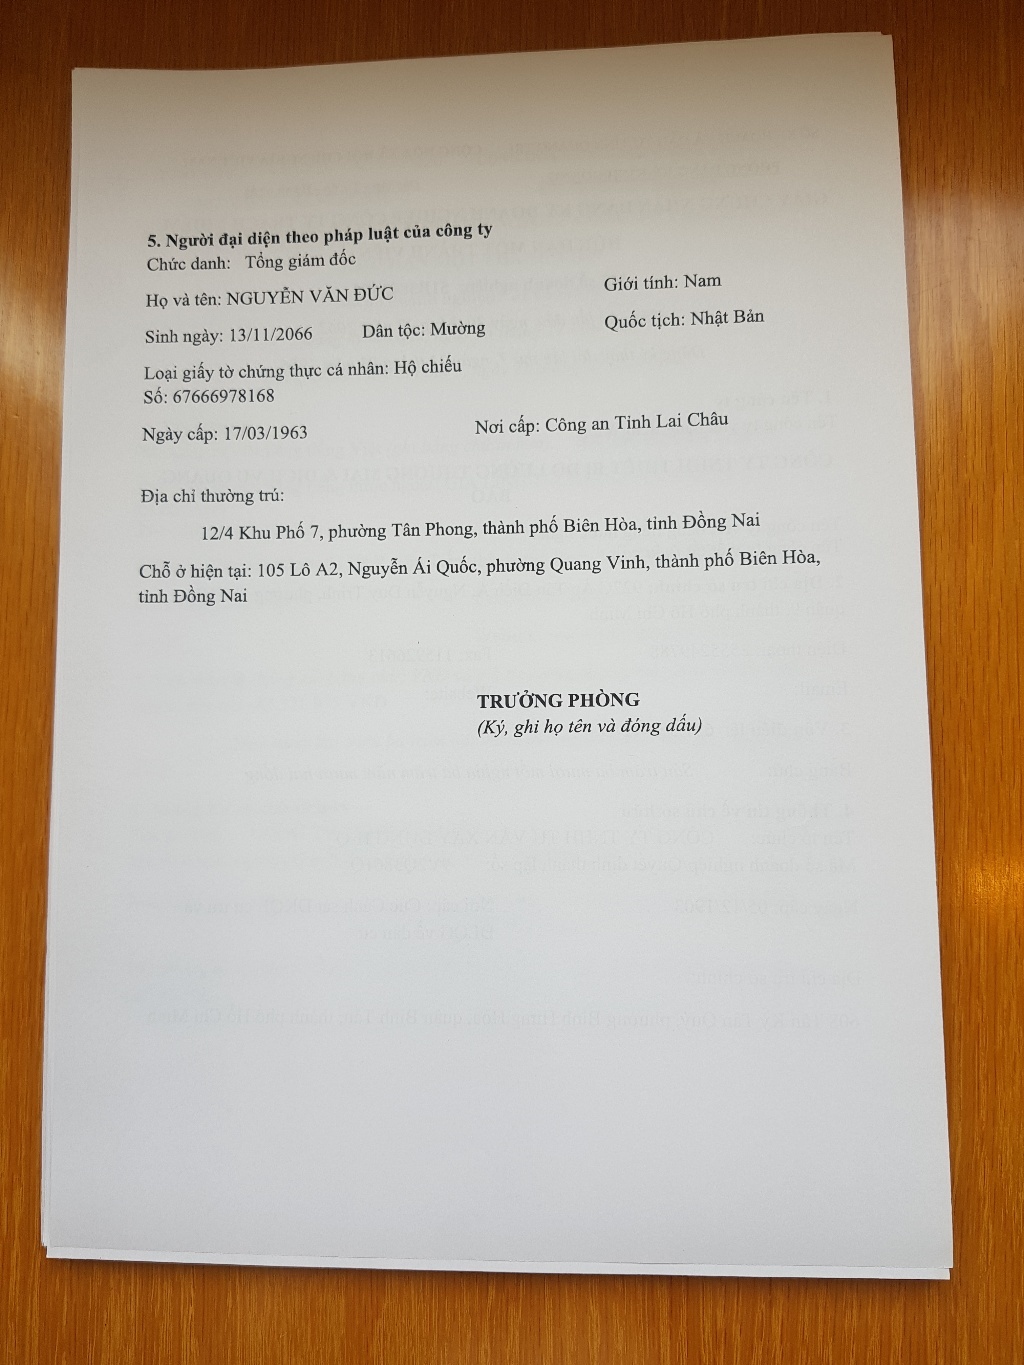 5. Người đại diện theo pháp luật của công ty
Chức danh: Tổng giám đốc
Họ và tên: NGUYỄN VĂN ĐỨC Giới tính: Nam
Sinh ngày: 13/11/2066 Dân tộc: Mường Quốc tịch: Nhật Bản
Loại giấy tờ chứng thực cá nhân: Hộ chiếu
Số: 67666978168
Ngày cấp: 17/03/1963 Nơi cấp: Công an Tỉnh Lai Châu
Địa chỉ thường trú:
12/4 Khu Phố 7, phường Tân Phong, thành phố Biên Hòa, tỉnh Đồng Nai
Chỗ ở hiện tại: 105 Lô A2, Nguyễn Ái Quốc, phường Quang Vinh, thành phố Biên Hòa,
tỉnh Đồng Nai
TRƯỞNG PHÒNG
(Ký, ghi họ tên và đóng dấu)